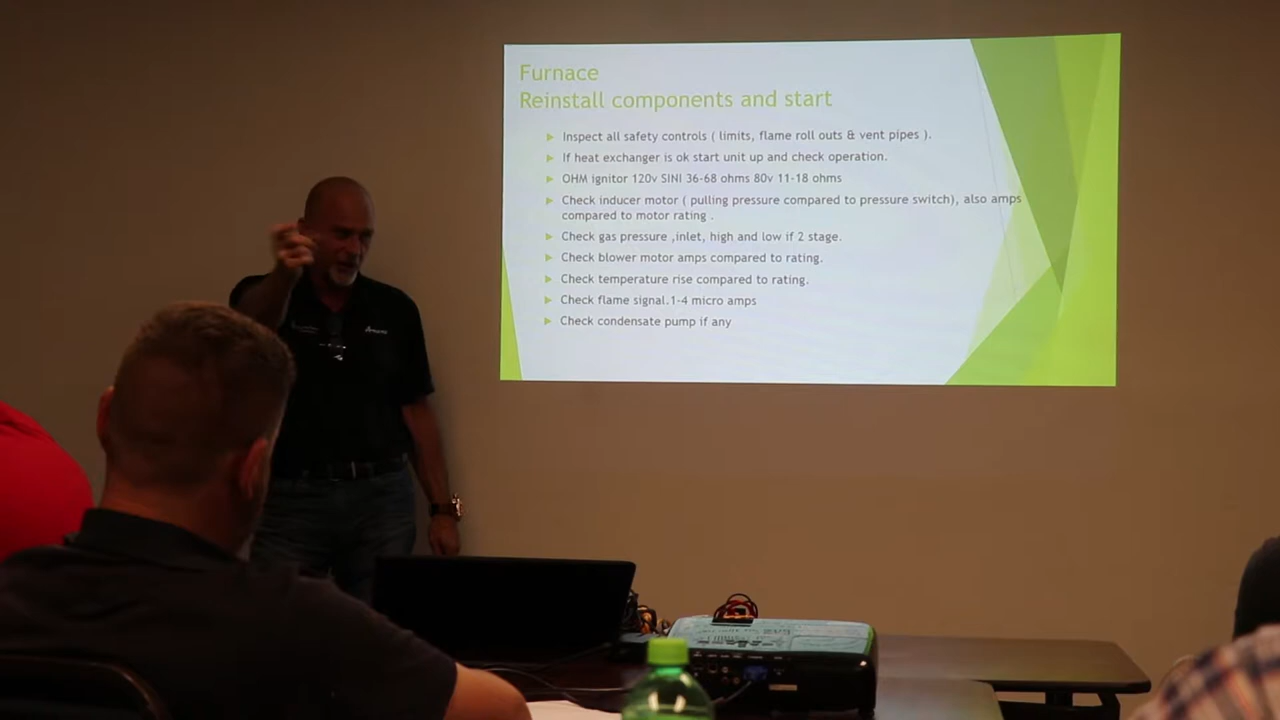 Furnace
Reinstall components and start
Inspect all safety controls ( limits, flame roll outs & vent pipes ).
If heat exchanger is ok start unit up and check operation.
OHM ignitor 120v SINI 36-68 ohms 80v 11-18 ohms
Check inducer motor ( pulling pressure compared to pressure switch), also amps
compared to motor rating .
Check gas pressure ,inlet, high and low if 2 stage.
Check blower motor amps compared to rating.
Check temperature rise compared to rating.
Check flame signal.1-4 micro amps
Check condensate pump if any